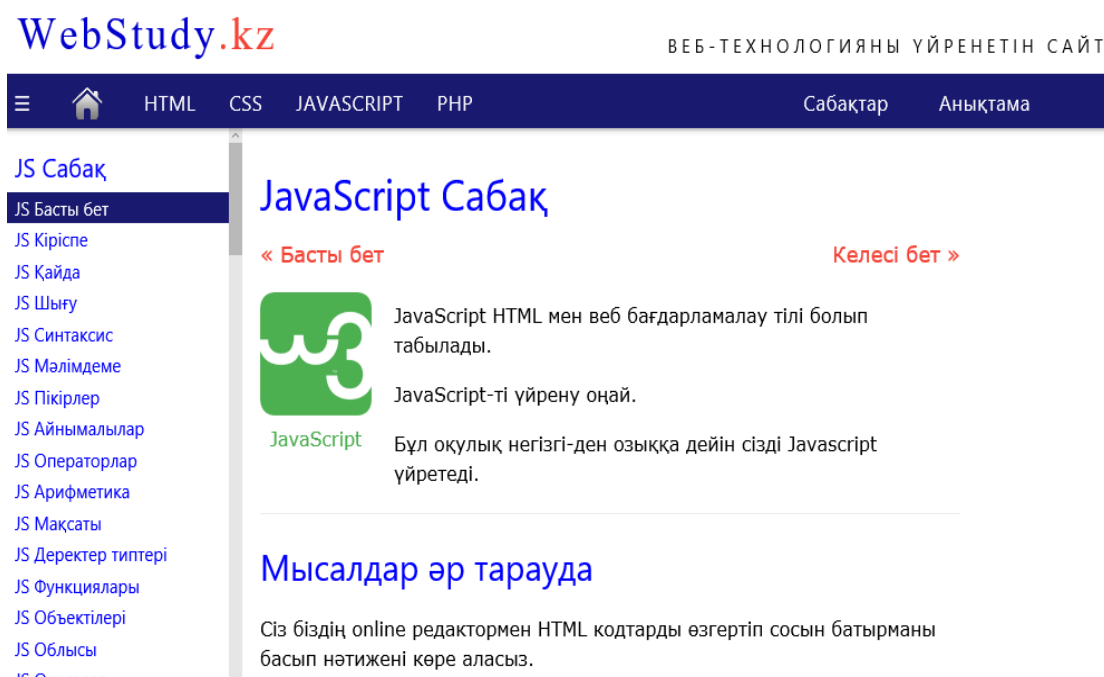 WebStudy.kz
ВЕБ-ТЕХНОЛОГИЯНЫ ҮЙРЕНЕТІН САЙТ
HTML CSS JAVASCRIPT PHP Сабақтар Анықтама
JS Сабақ
JS Басты бет
JS Кіріспе
JS Қайда
JS Шығу
JS Синтаксис
JS Мәлімдеме
JS Пікірлер
JS Айнымалылар
JS Операторлар
JS Арифметика
JS Мақсаты
JS Деректер типтері
JS Функциялары
JS Объектілері
JS Облысы
JavaScript Сабақ
« Басты бет Келесі бет »
w3
JavaScript
JavaScript HTML мен веб бағдарламалау тілі болып
табылады.
JavaScript-ті үйрену оңай.
Бұл оқулық негізгі-ден озыққа дейін сізді Javascript
үйретеді.
Мысалдар әр тарауда
Сіз біздің online редактормен HTML кодтарды өзгертіп сосын батырманы
басып нәтижені көре аласыз.